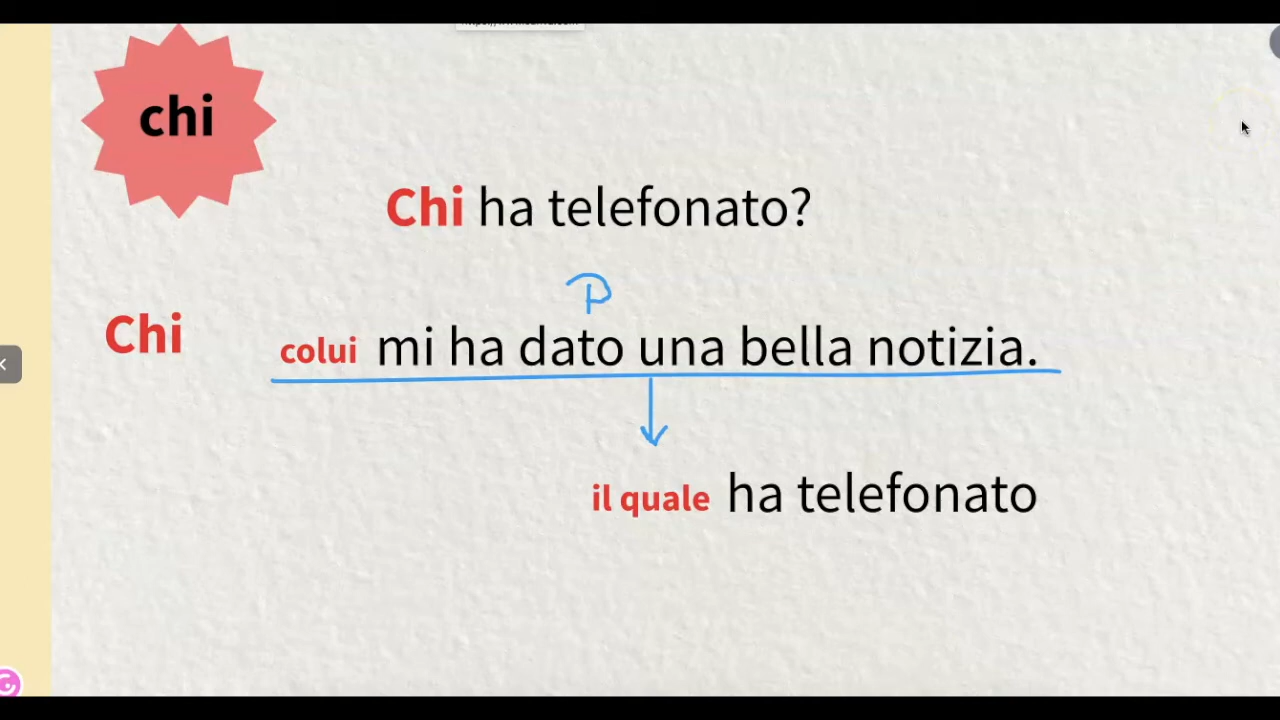 chi
Chi ha telefonato?
P
Chi colui mi ha dato una bella notizia.
il quale ha telefonato